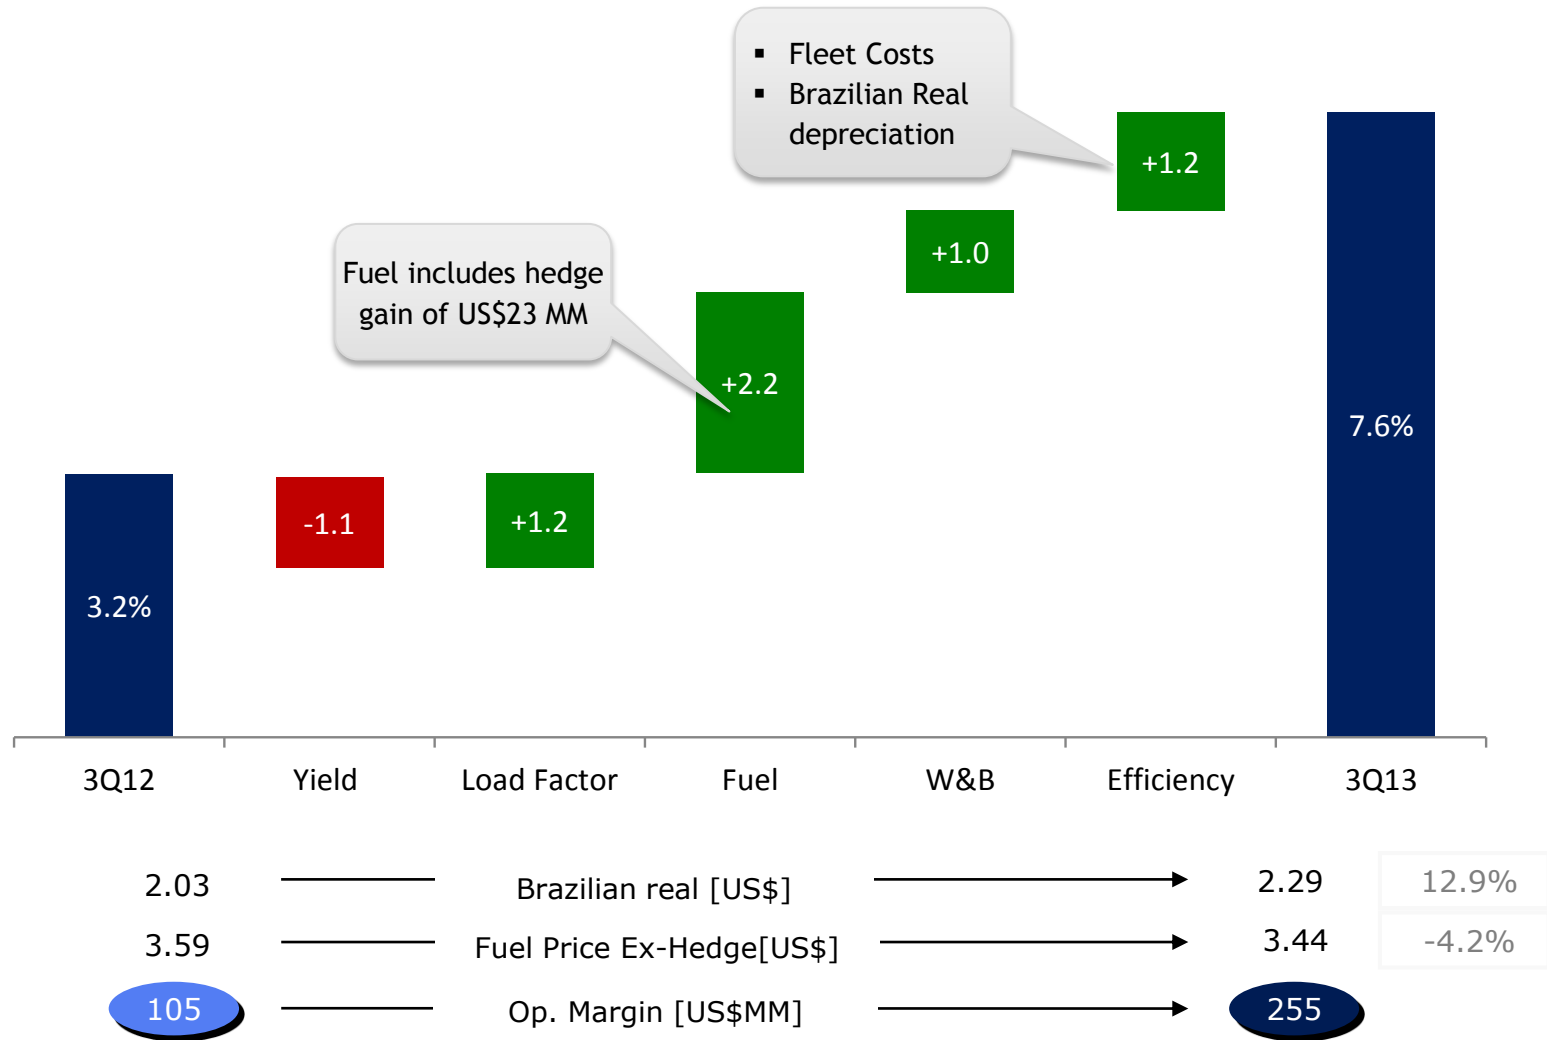 ▪ Fleet Costs
▪ Brazilian Real
depreciation
+1.2
+1.0
Fuel includes hedge
gain of US$23 MM
+2.2
7.6%
-1.1
+1.2
3.2%
3Q12 Yield Load Factor Fuel W&B Efficiency 3Q13
2.03 Brazilian real [US$] 2.29 12.9%
3.59 Fuel Price Ex-Hedge[US$] 3.44 -4.2%
105 Op. Margin [US$MM] 255